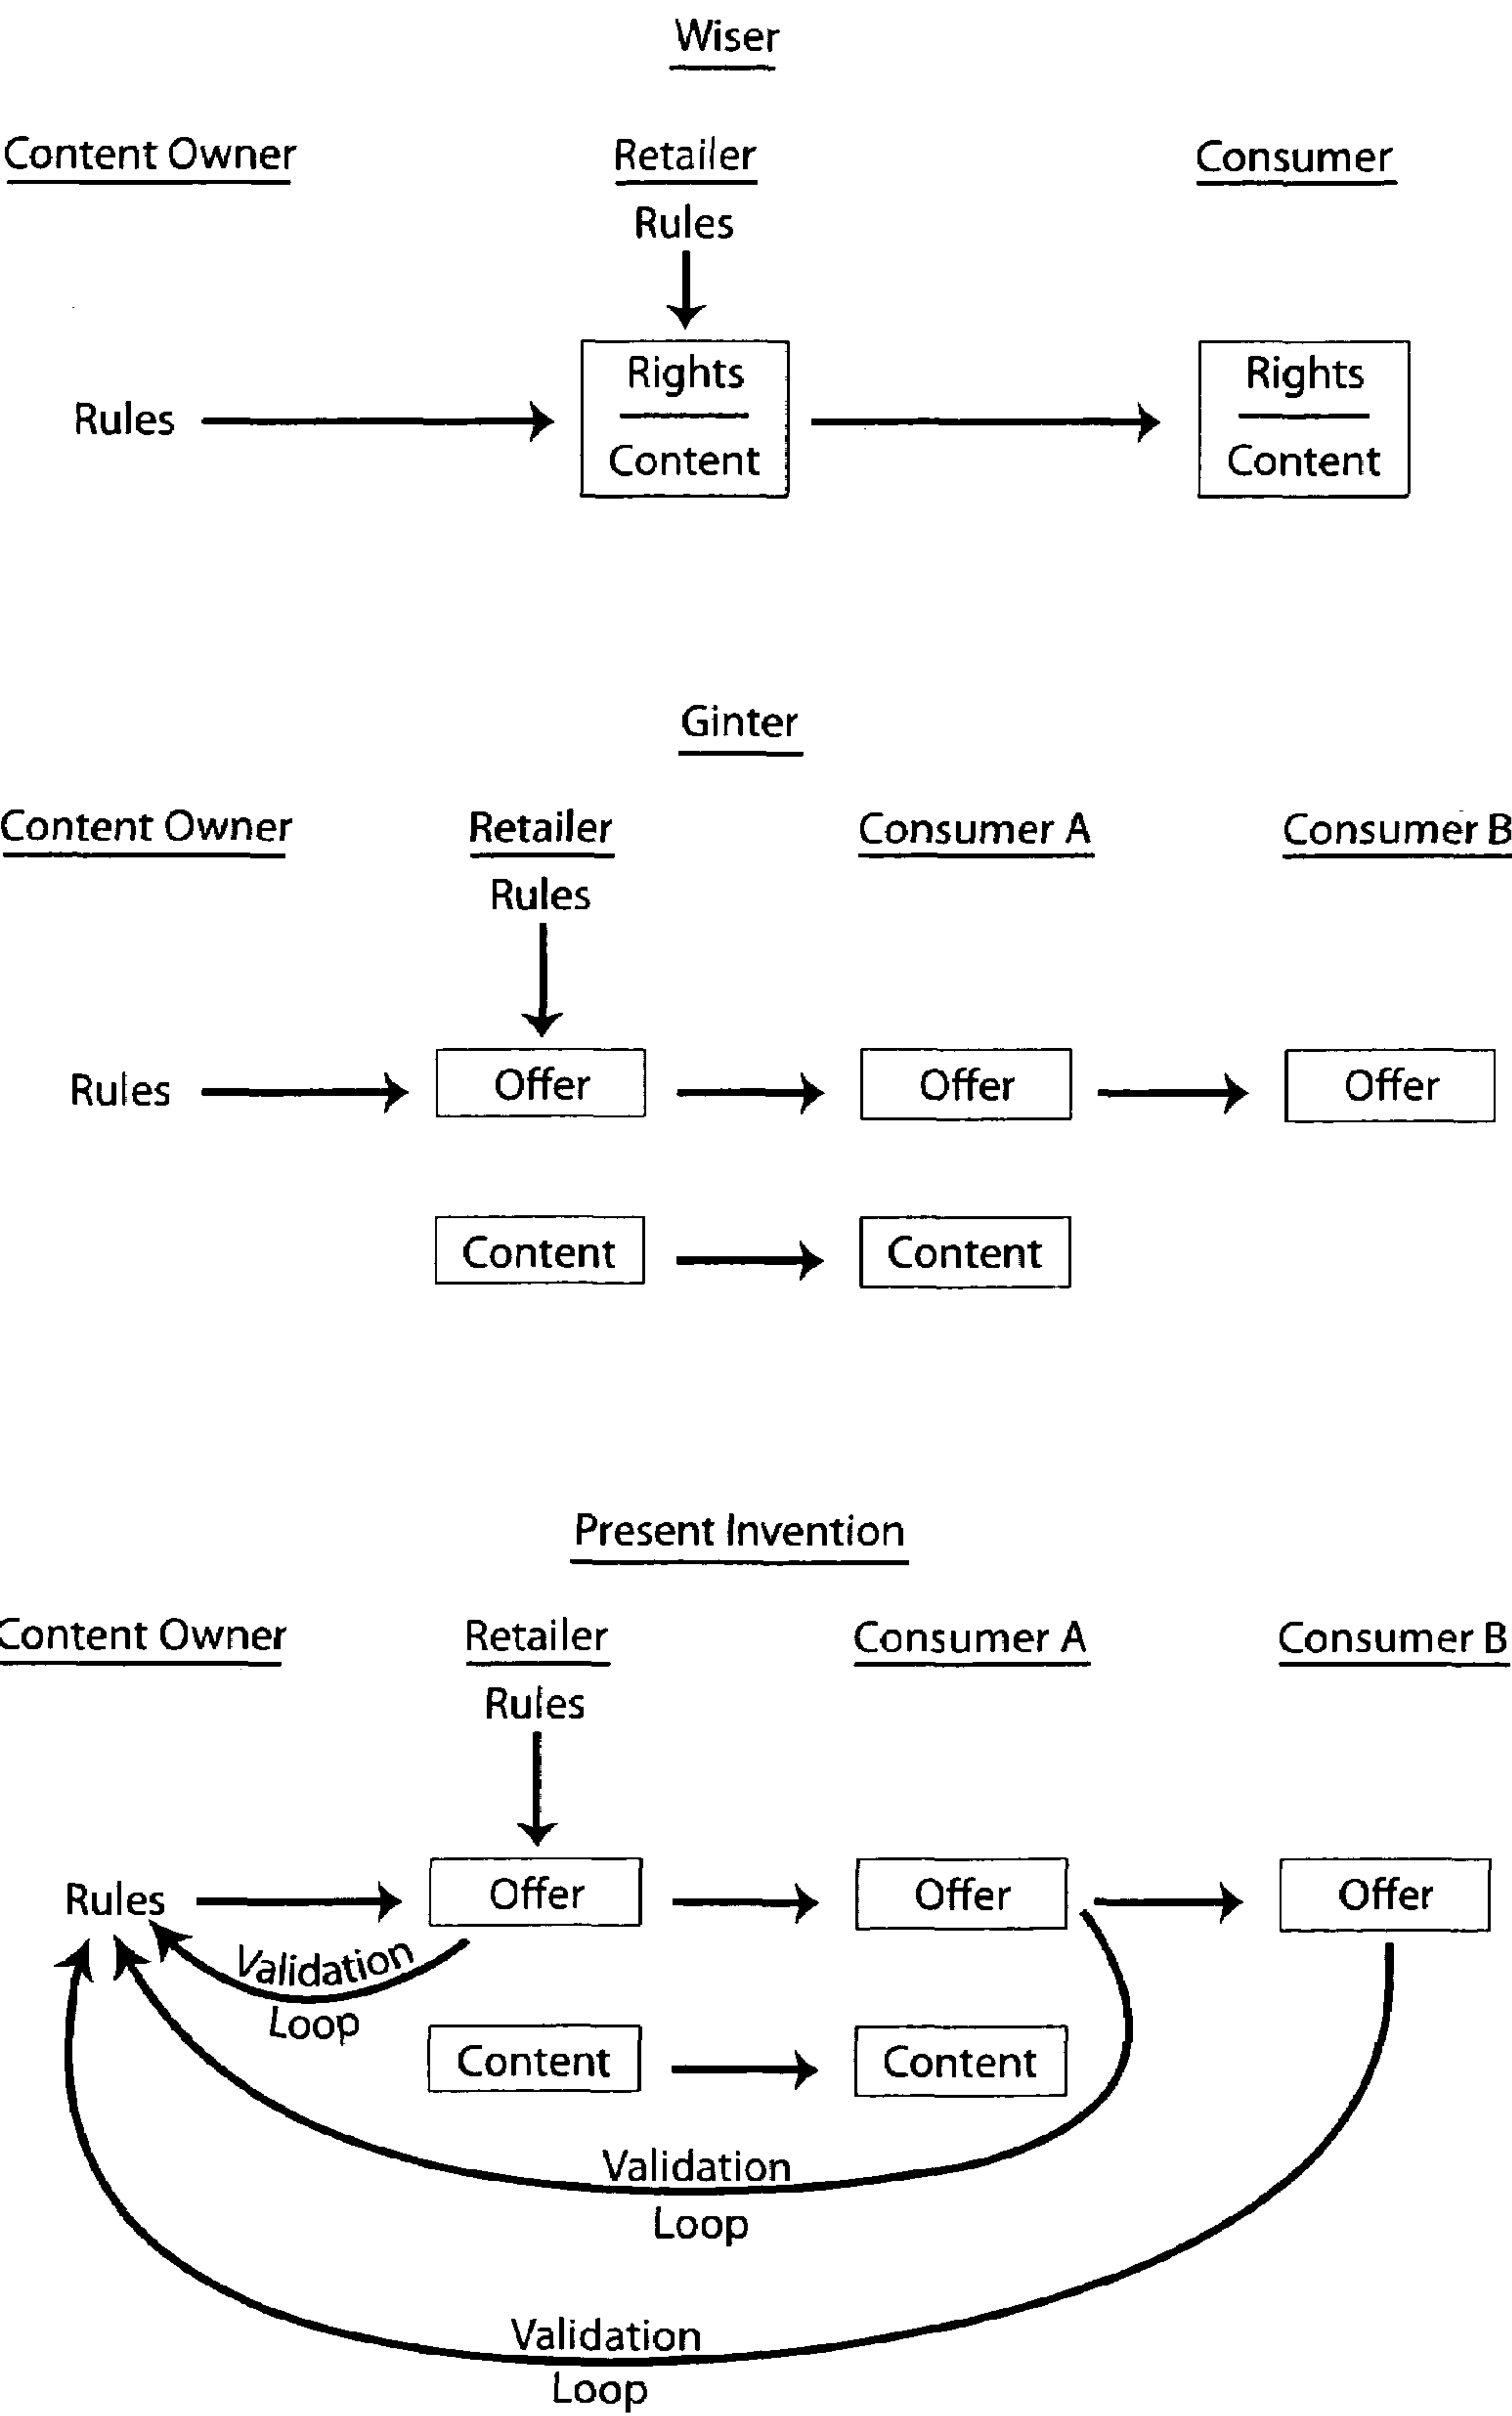 Wiser
Content Owner Retailer Consumer
Rules
Rights Rights
Rules
Content Content
Ginter
Content Owner Retailer Consumer A Consumer B
Rules
Rules Offer Offer Offer
Content Content
Present Invention
Content Owner Retailer Consumer A Consumer B
Rules
Rules Offer Offer Offer
Validation
Loop
Content Content
Validation
Loop
Validation
Loop